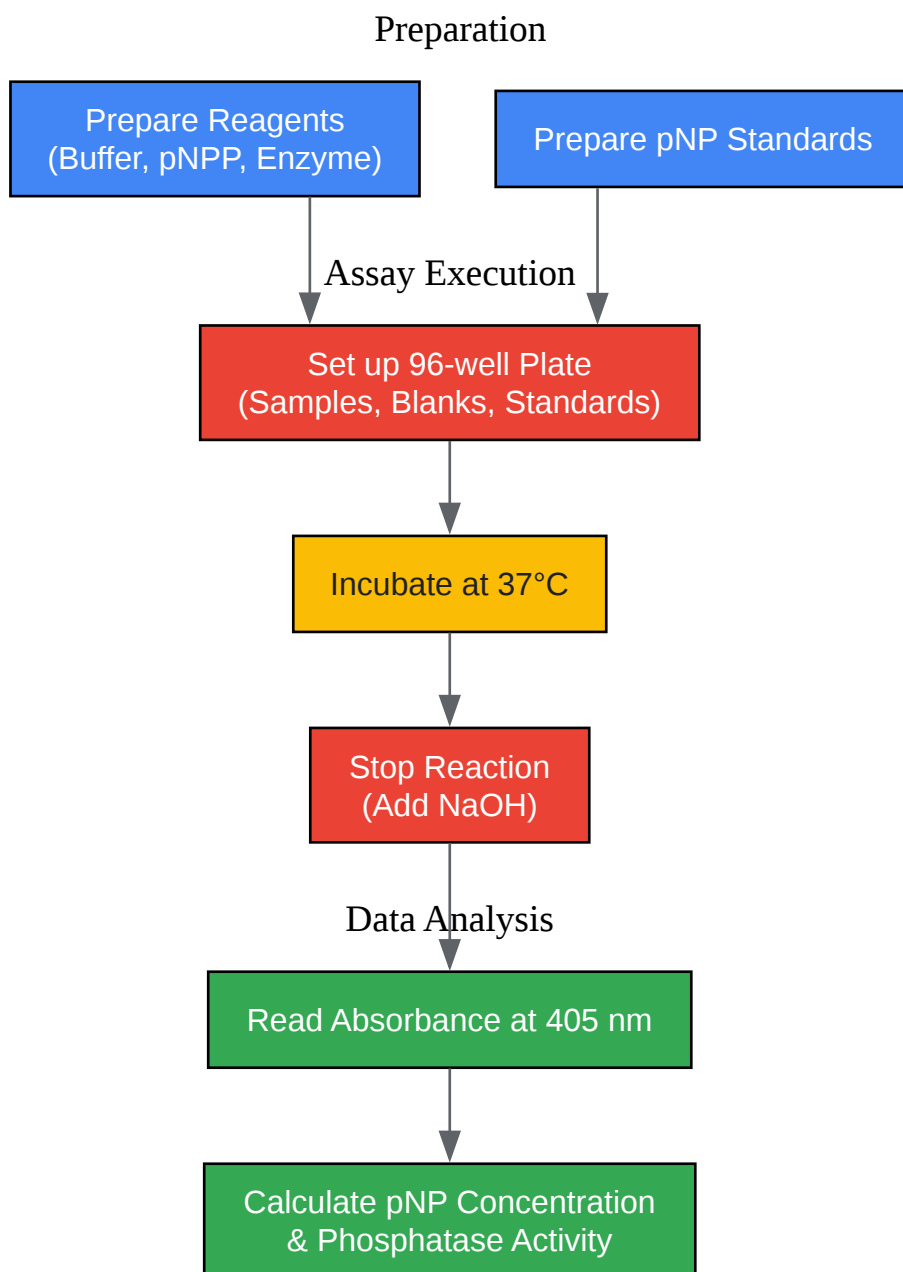 Preparation
Prepare Reagents
(Buffer, pNPP, Enzyme)
Prepare pNP Standards
Assay Execution
Set up 96-well Plate
(Samples, Blanks, Standards)
Incubate at 37°C
Stop Reaction
(Add NaOH)
Data Analysis
Read Absorbance at 405 nm
Calculate pNP Concentration
& Phosphatase Activity